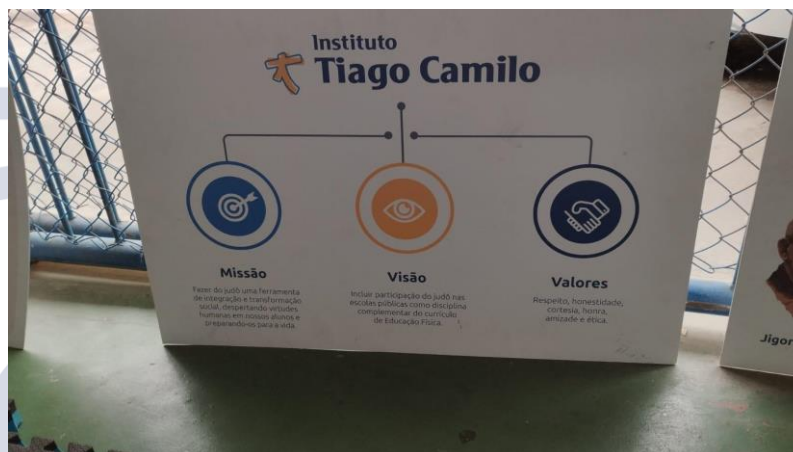 Instituto
Tiago Camilo
Missão
Fazer do judô uma ferramenta
de integração e transformação
social, despertando virtudes
humanas em nossos alunos e
preparando-os para a vida.
Visão
Incluir participação do judô nas
escolas públicas como disciplina
complementar do currículo
de Educação Física.
Valores
Respeito, honestidade,
cortesia, honra,
amizade e ética.
Jigor